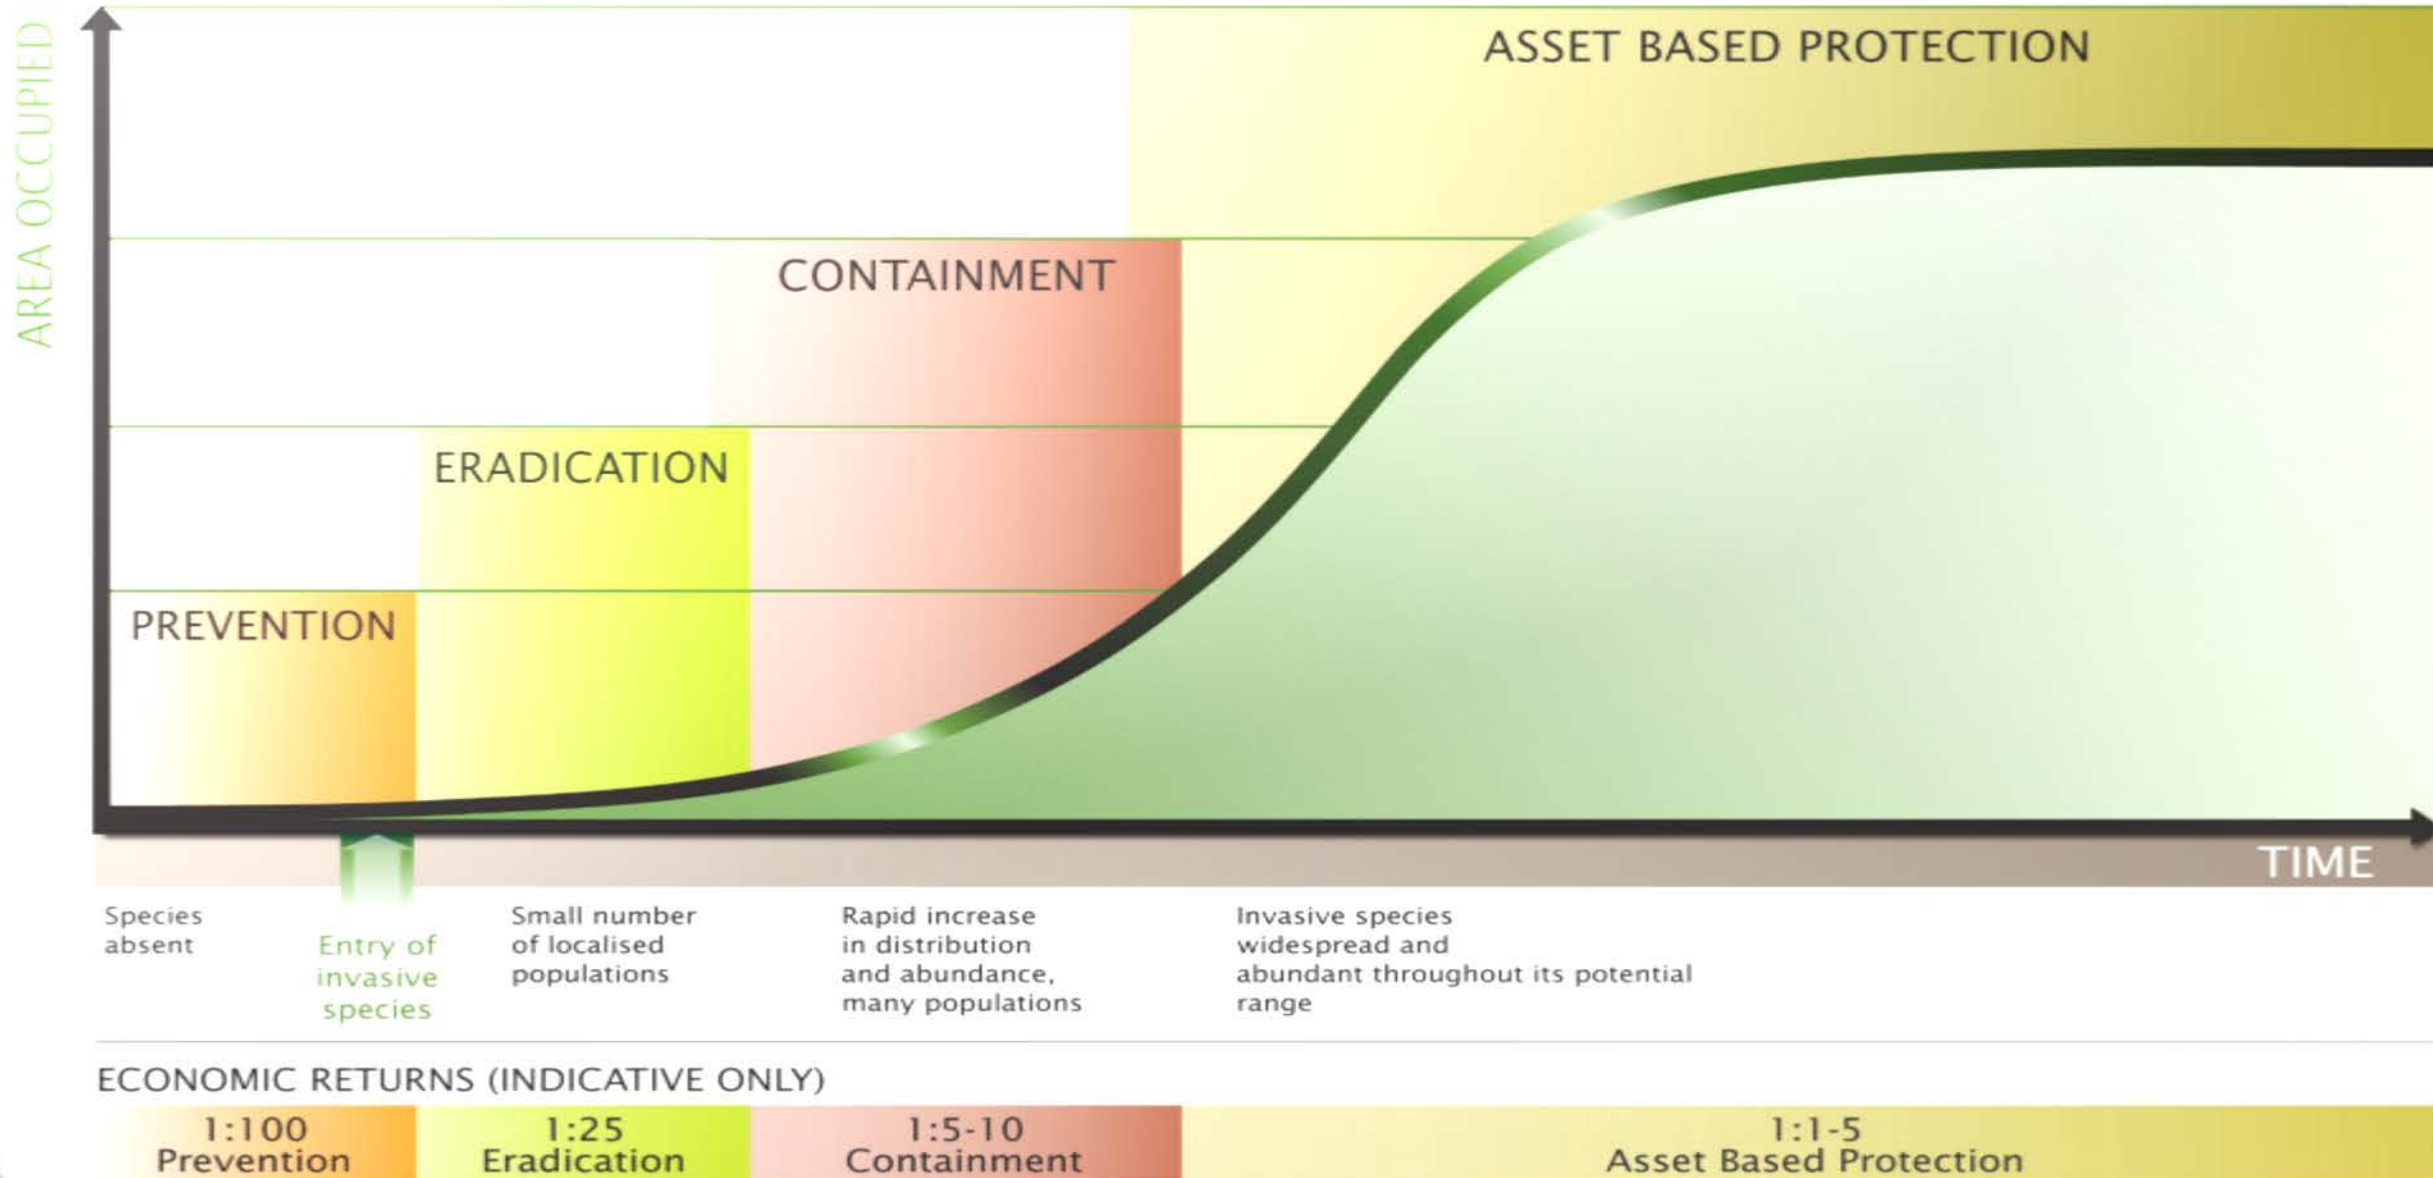 AREA OCCUPIED
ASSET BASED PROTECTION
CONTAINMENT
ERADICATION
PREVENTION
TIME
Species
absent
Entry of
invasive
species
Small number
of localised
populations
Rapid increase
in distribution
and abundance,
many populations
Invasive species
widespread and
abundant throughout its potential
range
ECONOMIC RETURNS (INDICATIVE ONLY)
1:100
Prevention
1:25
Eradication
1:5-10
Containment
1:1-5
Asset Based Protection